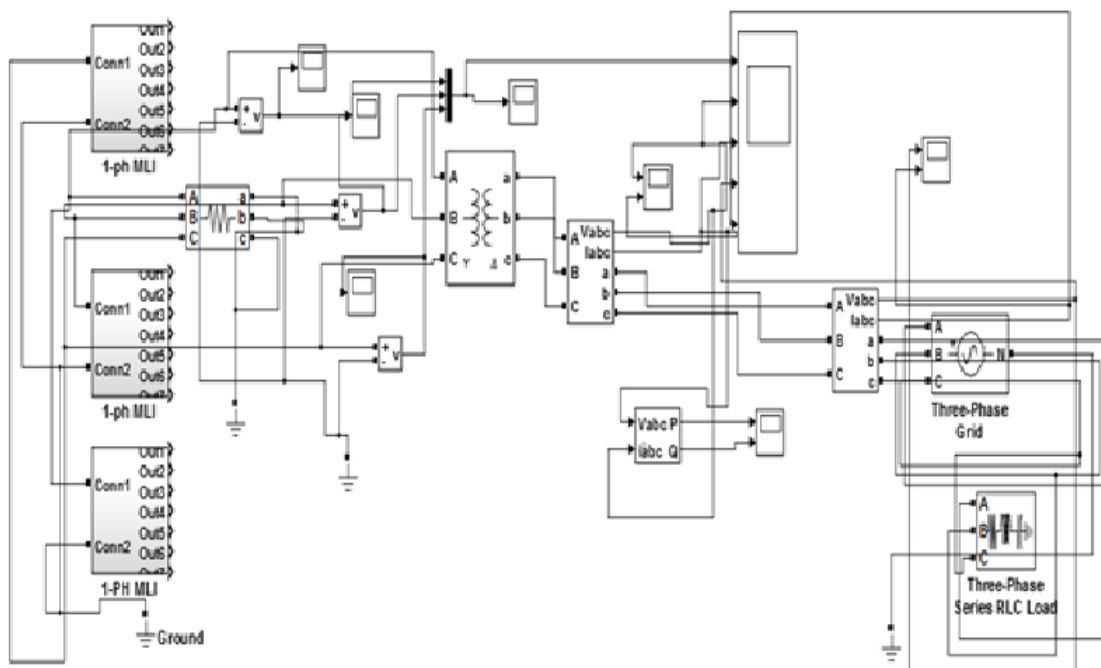 Out1
Out2
Conn1
Out3
Out4
Out5
Conn2
Out6
Out7
1-ph MLI
+
-
v
A
a
B
b
C
c
+
-
v
A
a
B
b
C
c
Y
Δ
Out1
Out2
Conn1
Out3
Out4
Out5
Conn2
Out6
Out7
1-ph MLI
+
-
v
Vabc
A
Iabc
a
B
b
C
c
Vabc
A
Iabc
a
B
b
C
c
A
B
N
C
Three-Phase
Grid
Vabc P
Iabc Q
Out1
Out2
Conn1
Out3
Out4
Out5
Conn2
Out6
Out7
1-PH MLI
Ground
A
B
C
Three-Phase
Series RLC Load